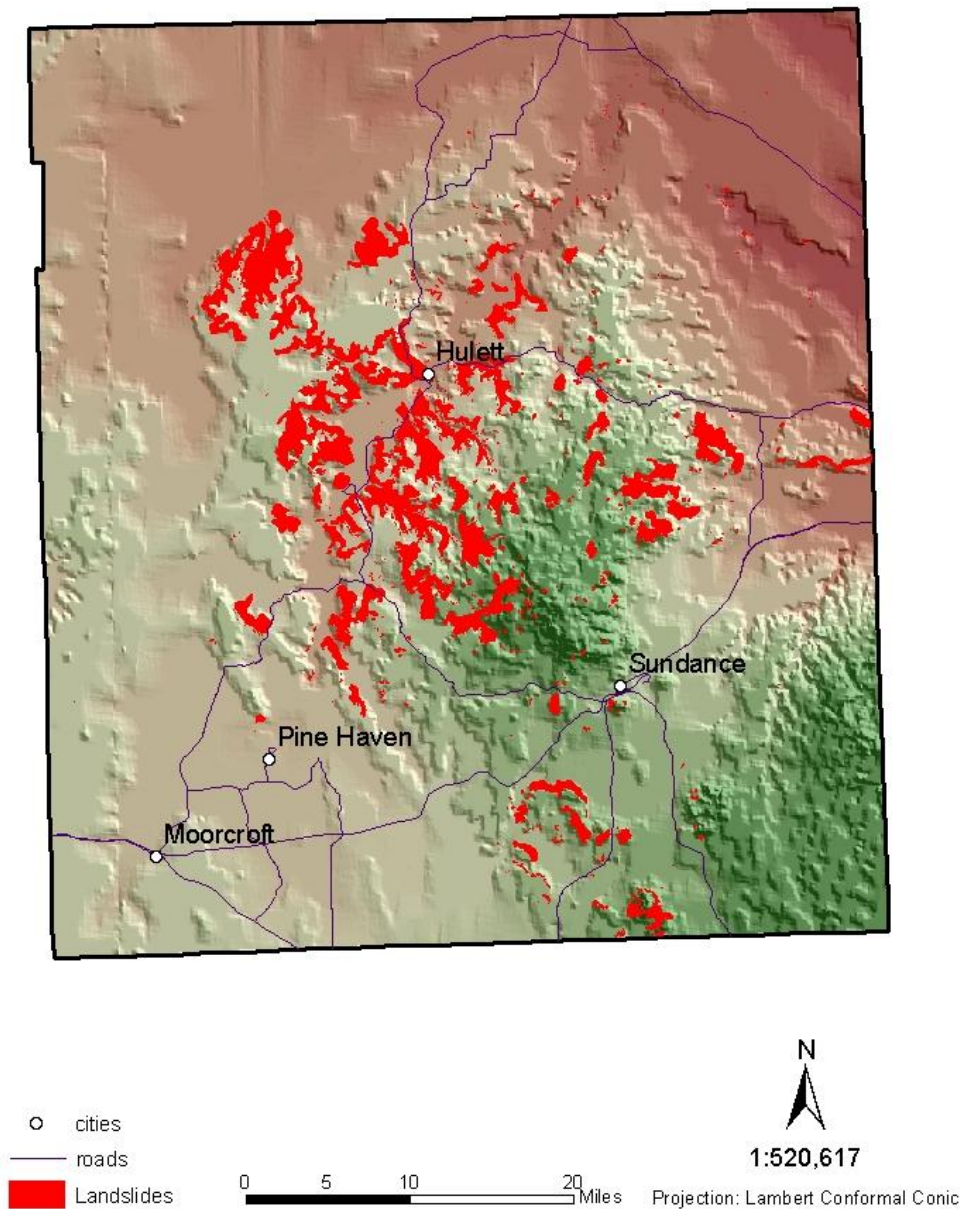 Hulett
Sundance
Pine Haven
Moorcroft
N
cities
roads
1:520,617
Landslides
0 5 10 20
Miles
Projection: Lambert Conformal Conic